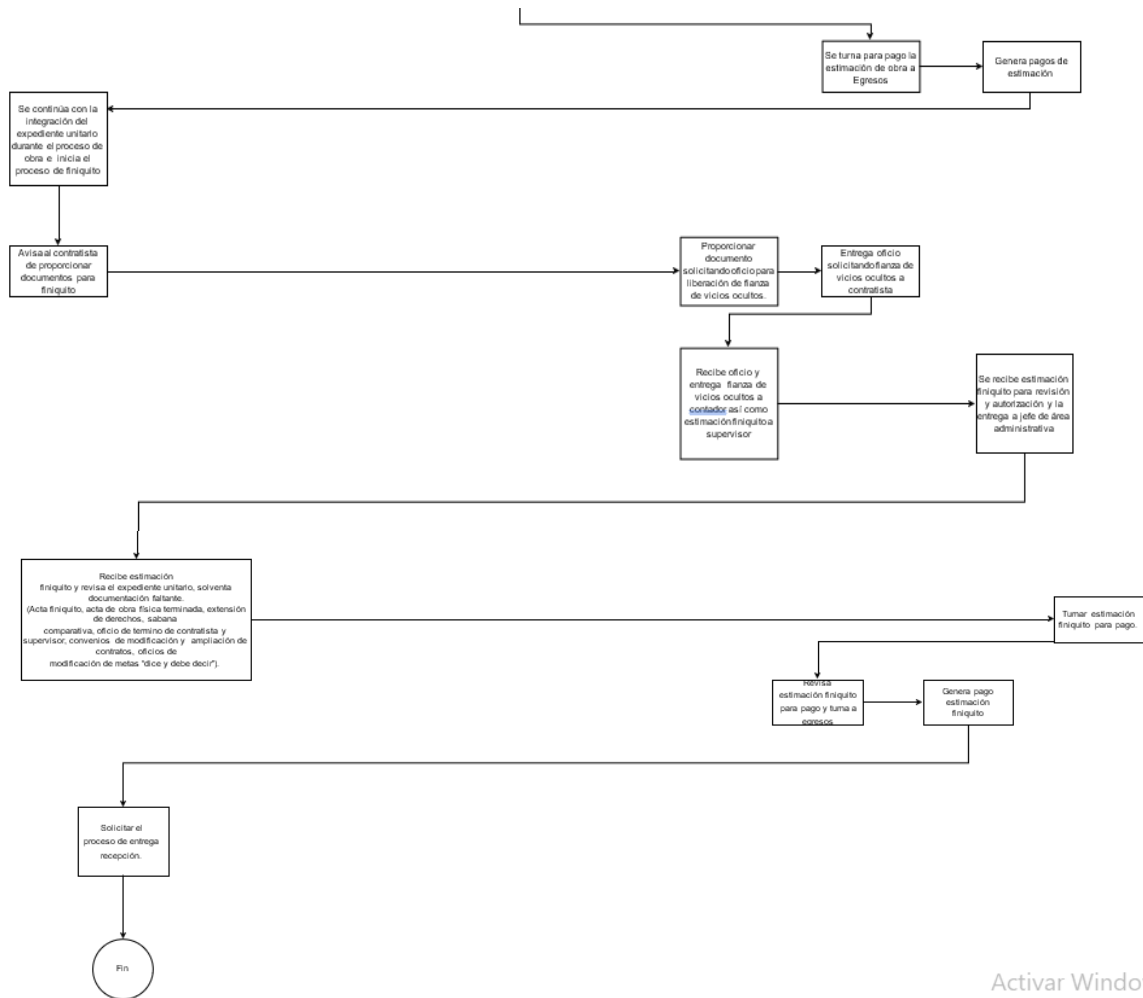 Se turna para pago la
estimación de obra a
Egresos
Genera pagos de
estimación
Se continúa con la
integración del
expediente unitario
durante el proceso de
obra e inicia el
proceso de finiquito
Avisa al contratista
de proporcionar
documentos para
finiquito
Proporcionar
documento
solicitando oficio para
liberación de fianza
de vicios ocultos.
Entrega oficio
solicitando fianza de
vicios ocultos a
contratista
Recibe oficio y
entrega fianza de
vicios ocultos a
contador así como
estimación finiquito a
supervisor
Se recibe estimación
finiquito para revisión
y autorización y la
entrega a jefe de área
administrativa
Recibe estimación
finiquito y revisa el expediente unitario, solventa
documentación faltante.
(Acta finiquito, acta de obra física terminada, extensión
de derechos, sabana
comparativa, oficio de termino de contratista y
supervisor, convenios de modificación y ampliación de
contratos, oficios de
modificación de metas "dice y debe decir").
Turnar estimación
finiquito para pago.
Revisa
estimación finiquito
para pago y turna a
egresos
Genera pago
estimación
finiquito
Solicitar el
proceso de entrega
recepción.
Fin
Activar Window